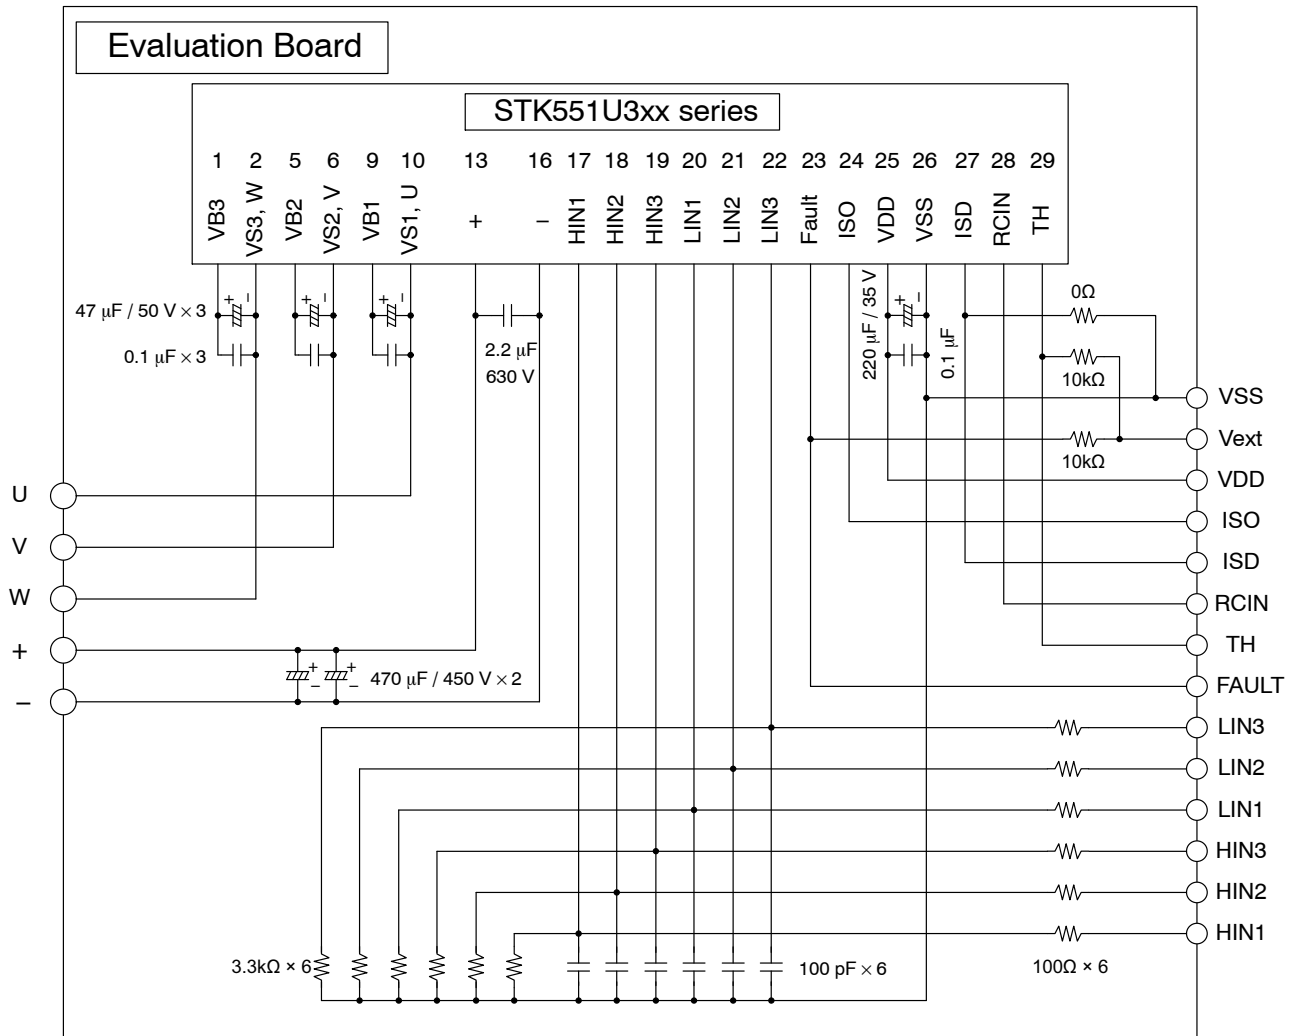 Evaluation Board
STK551U3xx series
1 2 5 6 9 10 13 16 17 18 19 20 21 22 23 24 25 26 27 28 29
VB3
VS3, W
VB2
VS2, V
VB1
VS1, U
+
−
HIN1
HIN2
HIN3
LIN1
LIN2
LIN3
Fault
ISO
VDD
VSS
ISD
RCIN
TH
+ −
+ −
+ −
+ −
47 μF / 50 V × 3
0.1 μF × 3
2.2 μF
630 V
220 μF / 35 V
0.1 μF
0Ω
10kΩ
10kΩ
VSS
Vext
VDD
ISO
ISD
RCIN
TH
FAULT
LIN3
LIN2
LIN1
HIN3
HIN2
HIN1
U
V
W
+
−
+
−
+
−
470 μF / 450 V × 2
3.3kΩ × 6
100 pF × 6
100Ω × 6